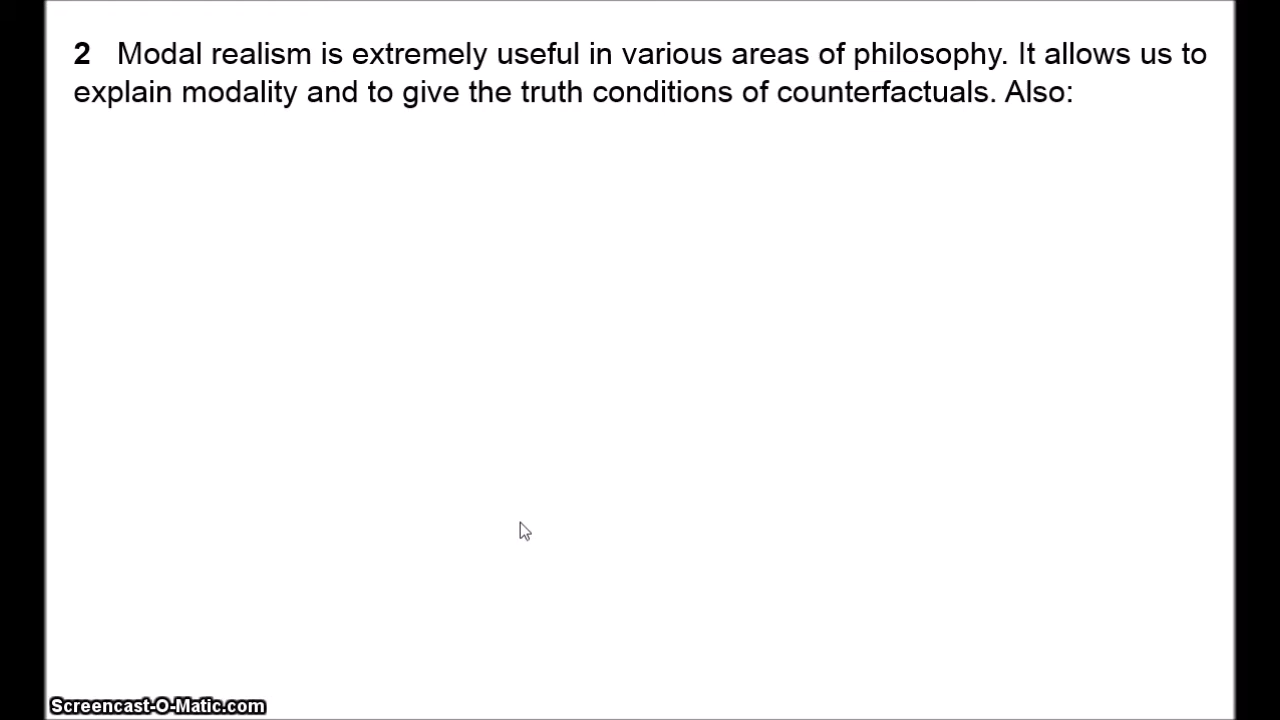 2 Modal realism is extremely useful in various areas of philosophy. It allows us to
explain modality and to give the truth conditions of counterfactuals. Also:
Screencast-O-Matic.com